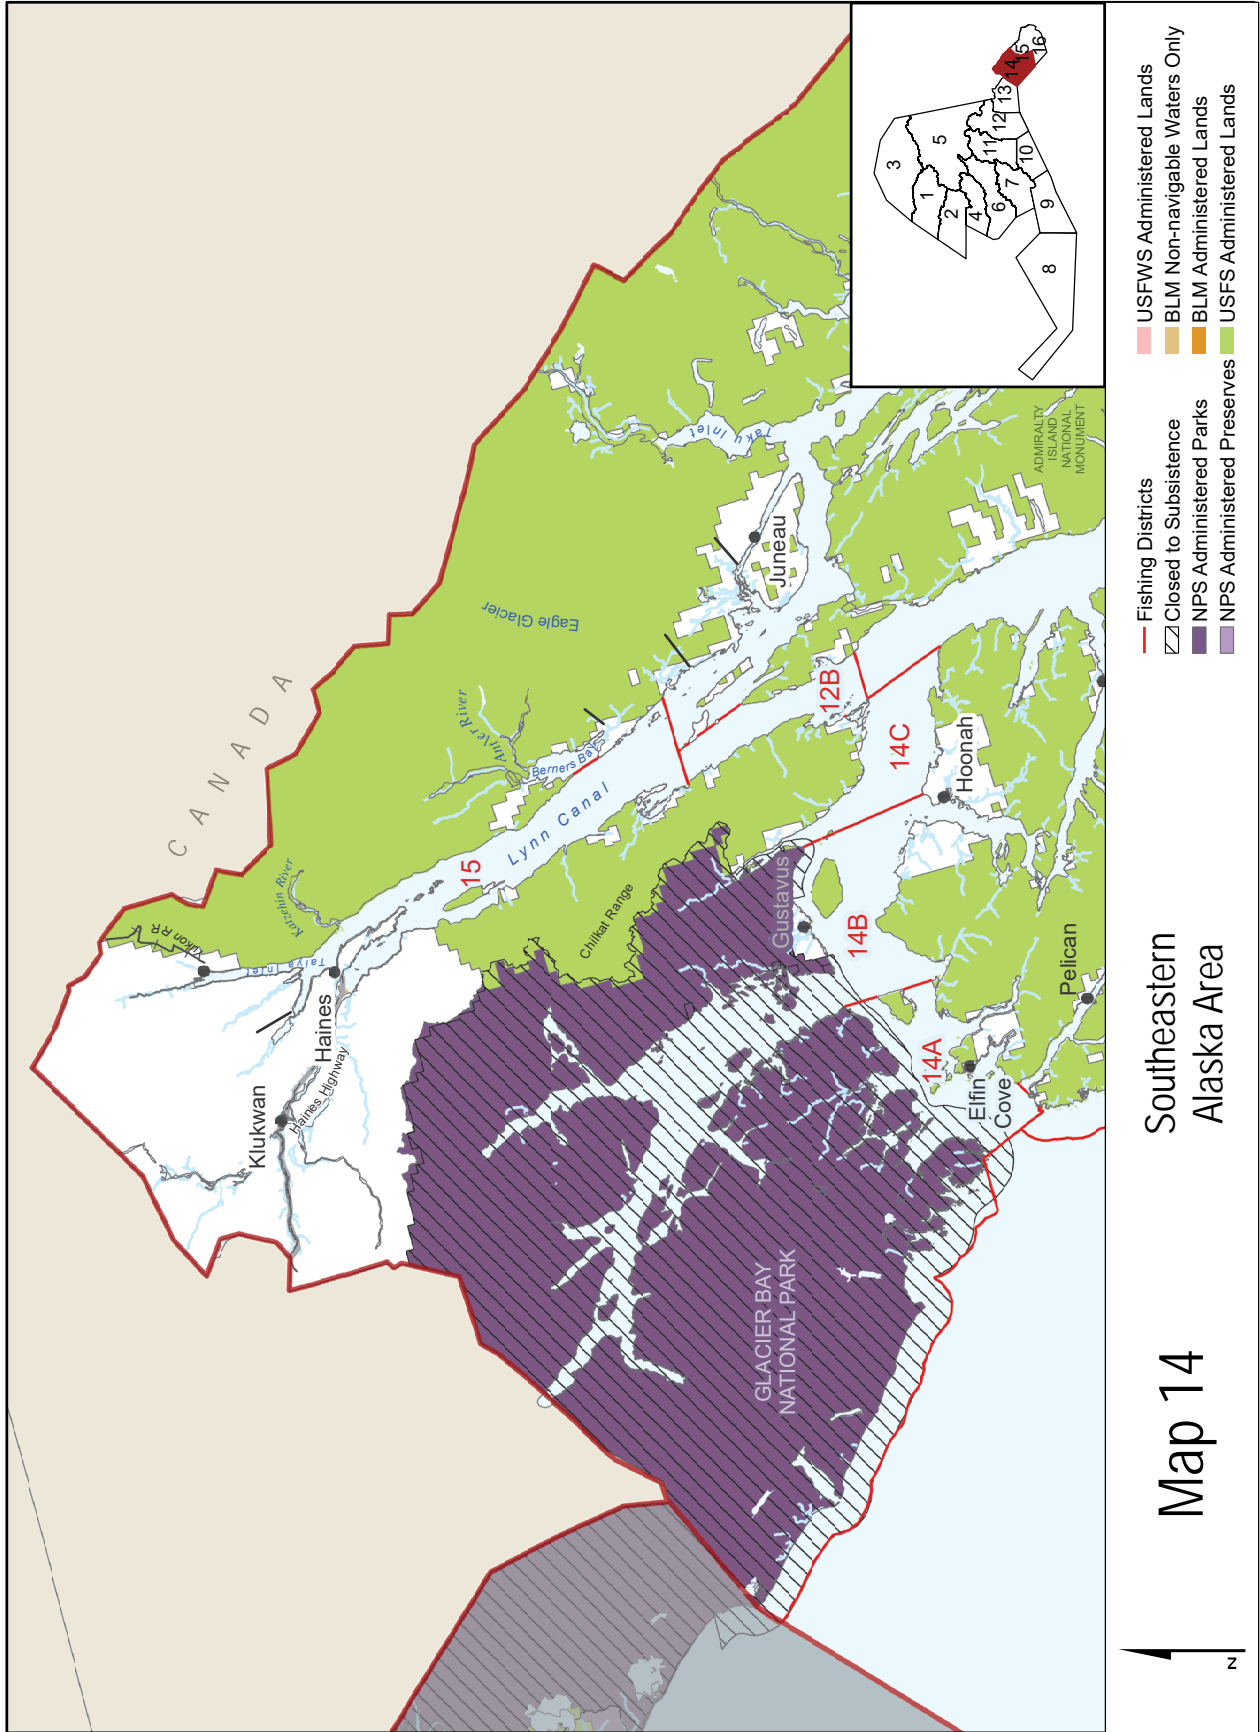 CANADA
Yukon RR
Taiya Inlet
Katzehin River
Klukwan
Haines
Haines Highway
15
Lynn Canal
Berners Bay
Antler River
Eagle Glacier
Chilkat Range
Taku Inlet
Juneau
Gustavus
GLACIER BAY
NATIONAL PARK
12B
14C
14B
14A
Hoonah
Elfin
Cove
Pelican
ADMIRALTY
ISLAND
NATIONAL
MONUMENT
1
2
3
4
5
6
7
8
9
10
11
12
13
14
15
16
N
Map 14
Southeastern
Alaska Area
Fishing Districts
Closed to Subsistence
NPS Administered Parks
NPS Administered Preserves
USFWS Administered Lands
BLM Non-navigable Waters Only
BLM Administered Lands
USFS Administered Lands